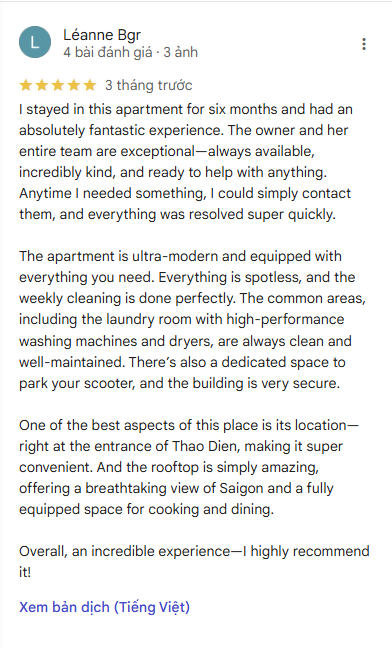 L
Léanne Bgr
4 bài đánh giá · 3 ảnh
3 tháng trước
I stayed in this apartment for six months and had an
absolutely fantastic experience. The owner and her
entire team are exceptional—always available,
incredibly kind, and ready to help with anything.
Anytime I needed something, I could simply contact
them, and everything was resolved super quickly.
The apartment is ultra-modern and equipped with
everything you need. Everything is spotless, and the
weekly cleaning is done perfectly. The common areas,
including the laundry room with high-performance
washing machines and dryers, are always clean and
well-maintained. There's also a dedicated space to
park your scooter, and the building is very secure.
One of the best aspects of this place is its location—
right at the entrance of Thao Dien, making it super
convenient. And the rooftop is simply amazing,
offering a breathtaking view of Saigon and a fully
equipped space for cooking and dining.
Overall, an incredible experience—I highly recommend
it!
Xem bản dịch (Tiếng Việt)